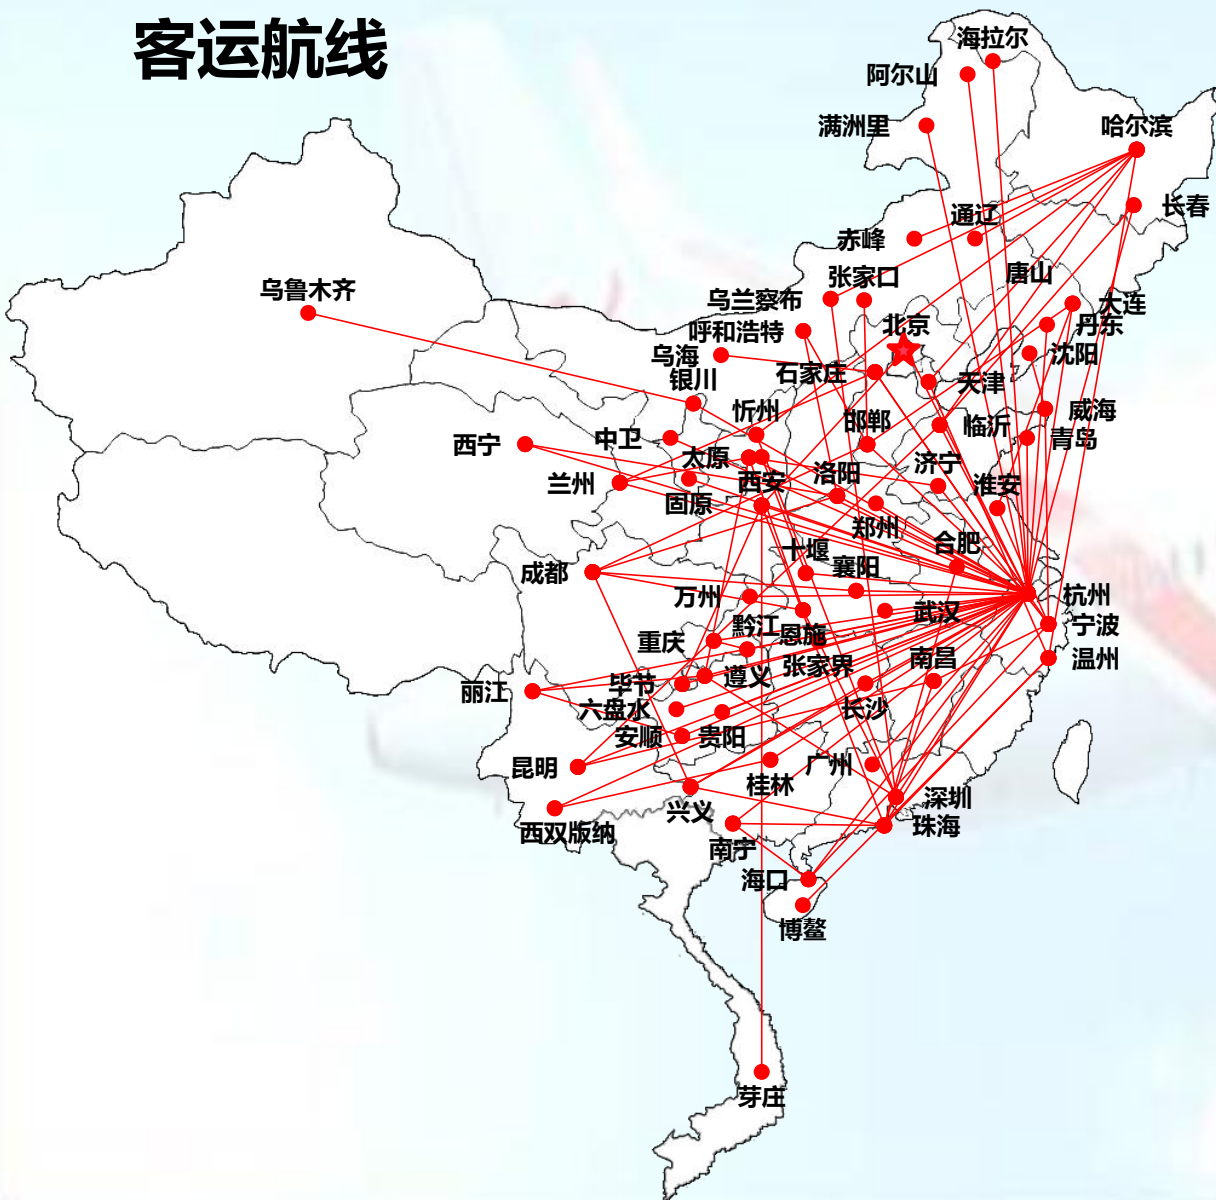 客运航线
海拉尔
阿尔山
满洲里
哈尔滨
长春
通辽
赤峰
唐山
张家口
乌鲁木齐
乌兰察布
大连
北京
丹东
呼和浩特
沈阳
乌海
石家庄
银川
天津
忻州
威海
邯郸
临沂
中卫
青岛
西宁
太原
济宁
洛阳
西安
兰州
淮安
固原
郑州
合肥
十堰
襄阳
成都
万州
杭州
武汉
宁波
黔江
恩施
重庆
南昌
温州
张家界
遵义
毕节
丽江
六盘水
长沙
安顺
贵阳
广州
昆明
桂林
深圳
兴义
珠海
西双版纳
南宁
海口
博鳌
芽庄